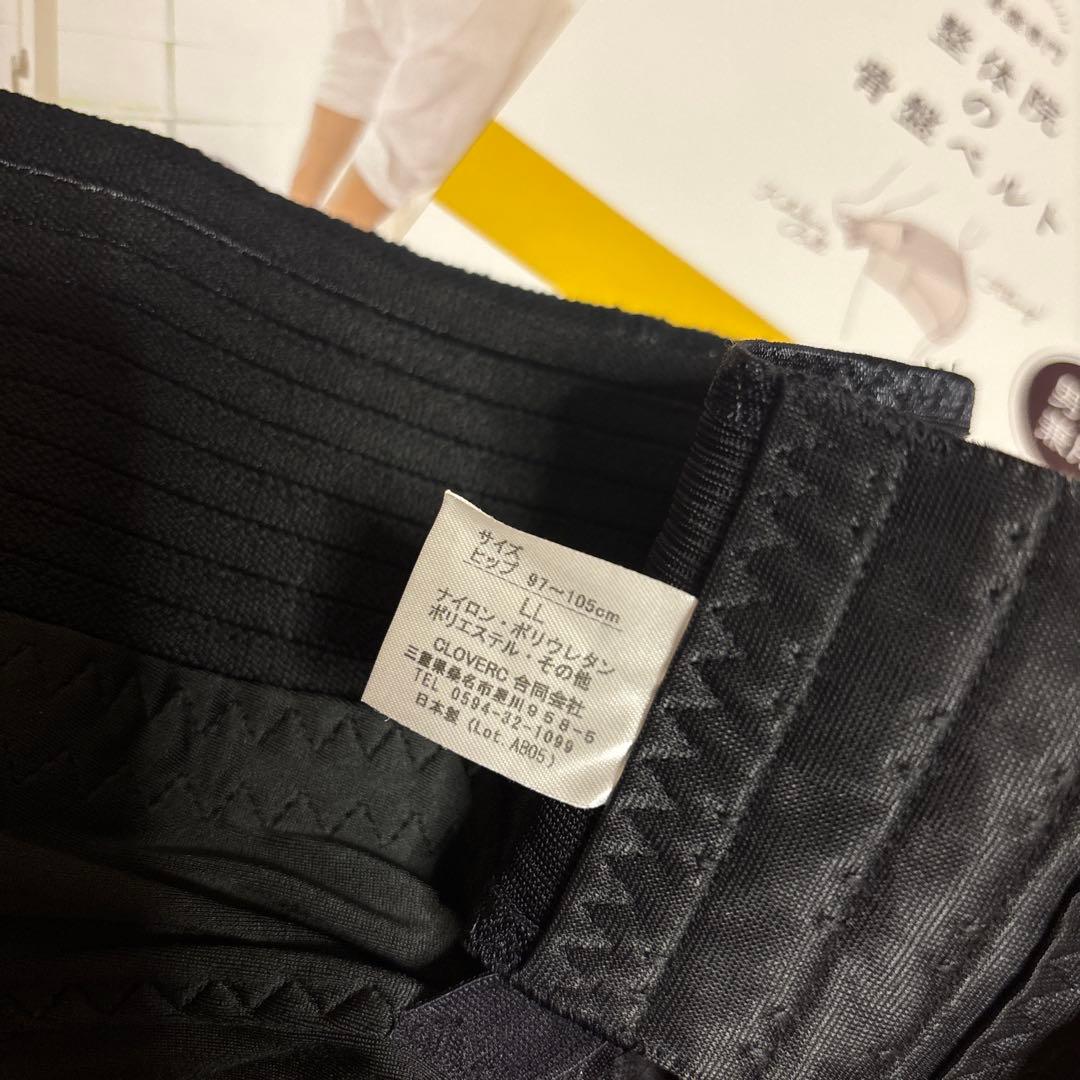 整体院
の
骨盤ベルト
サイズ
ヒップ 97～105cm
LL
ナイロン・ポリウレタン
ポリエステル・その他
CLOVERC 合同会社
三重県桑名市東川958-5
TEL 0594-32-1099
日本製 (Lot. AB05)